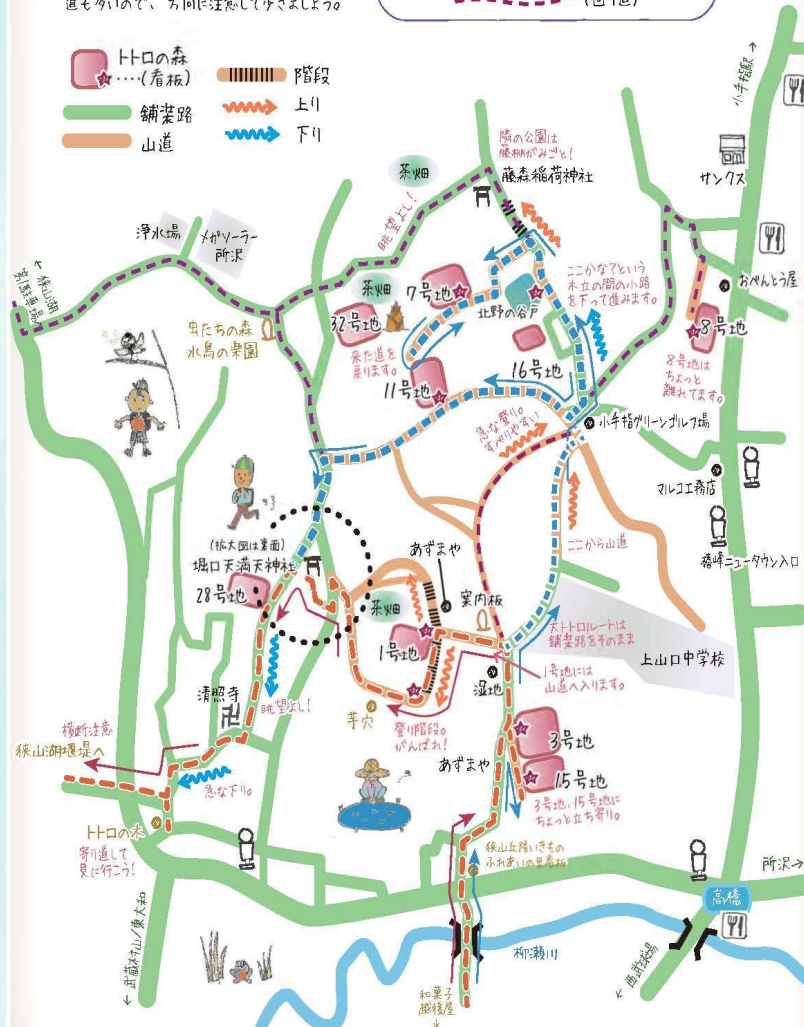 道も多いので、方向に注意して歩きましょう。
トトロの森
‥‥(看板)
階段
舗装路
上り
山道
下り
小手指駅→
隣の公園は
藤棚がみごと!
茶畑
藤森稲荷神社
サンクス
浄水場
メガソーラー
所沢
眺望よし!
狭山湖
おべんとう屋
ここかな?という
木立の間の小路
を下って進みます。
茶畑
7号地
北野の谷戸
32号地
8号地
虫たちの森
水鳥の楽園
来た道を
戻ります。
16号地
8号地は
ちょっと
離れてます。
11号地
急な登り。
すべりやすい
小手指グリーンゴルフ場
マルコ工務店
(拡大図は裏面)
堀口天満天神社
あずまや
ここから山道
椿峰ニュータウン入口
28号地
茶畑
案内板
大トトロルートは
舗装路をそのまま
1号地
上山口中学校
1号地には
山道へ入ります。
湿地
清照寺
眺望よし!
芋穴
登り階段。
がんばれ!
横断注意
狭山湖堰堤へ
3号地
あずまや
15号地
急な下り。
3号地、15号地に
ちょっと立ち寄り。
トトロの木
寄り道して
見に行こう!
狭山丘陵いきもの
ふれあいの里看板
所沢→
高橋
柳瀬川
←武蔵村山/東大和
←西武球場
和菓子
越後屋